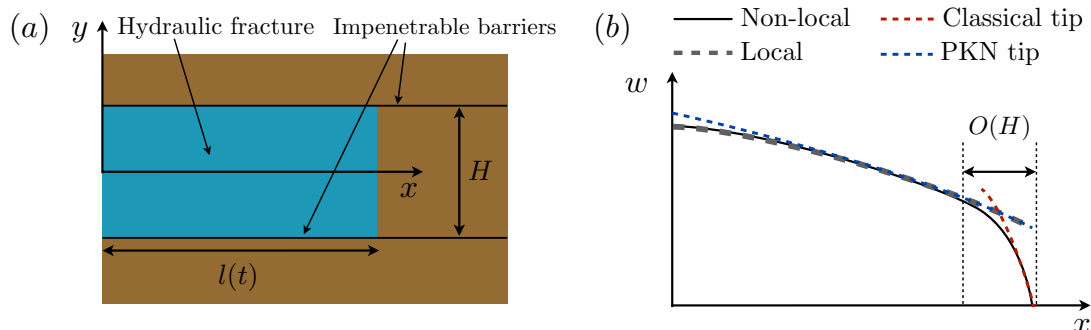 (a)
y
Hydraulic fracture
Impenetrable barriers
x
H
l(t)
(b)
Non-local
Classical tip
Local
PKN tip
w
O(H)
x